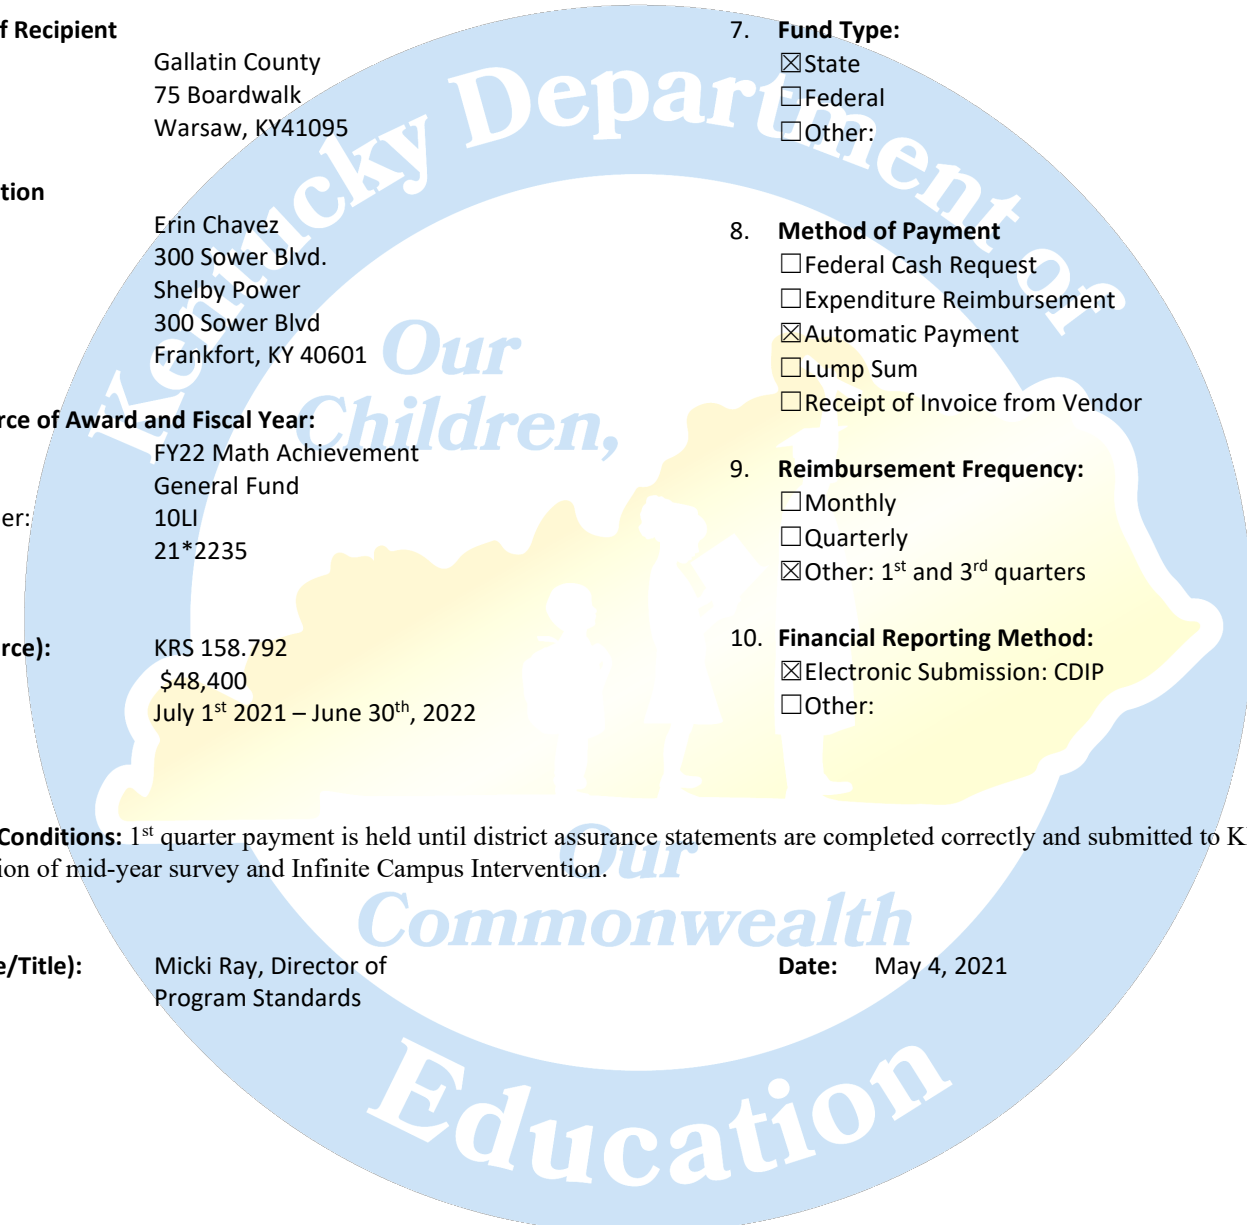 f Recipient
Gallatin County
75 Boardwalk
Warsaw, KY41095
tion
Erin Chavez
300 Sower Blvd.
Shelby Power
300 Sower Blvd
Frankfort, KY 40601
rce of Award and Fiscal Year:
FY22 Math Achievement
General Fund
er: 10LI
21*2235
rce): KRS 158.792
$48,400
July 1st 2021 – June 30th, 2022
7. Fund Type:
☒State
☐Federal
☐Other:
8. Method of Payment
☐Federal Cash Request
☐Expenditure Reimbursement
☒Automatic Payment
☐Lump Sum
☐Receipt of Invoice from Vendor
9. Reimbursement Frequency:
☐Monthly
☐Quarterly
☒Other: 1st and 3rd quarters
10. Financial Reporting Method:
☒Electronic Submission: CDIP
☐Other:
Conditions: 1st quarter payment is held until district assurance statements are completed correctly and submitted to K
ion of mid-year survey and Infinite Campus Intervention.
e/Title): Micki Ray, Director of
Program Standards
Date: May 4, 2021
Kentucky Department of
Education
Our
Children,
Our
Commonwealth